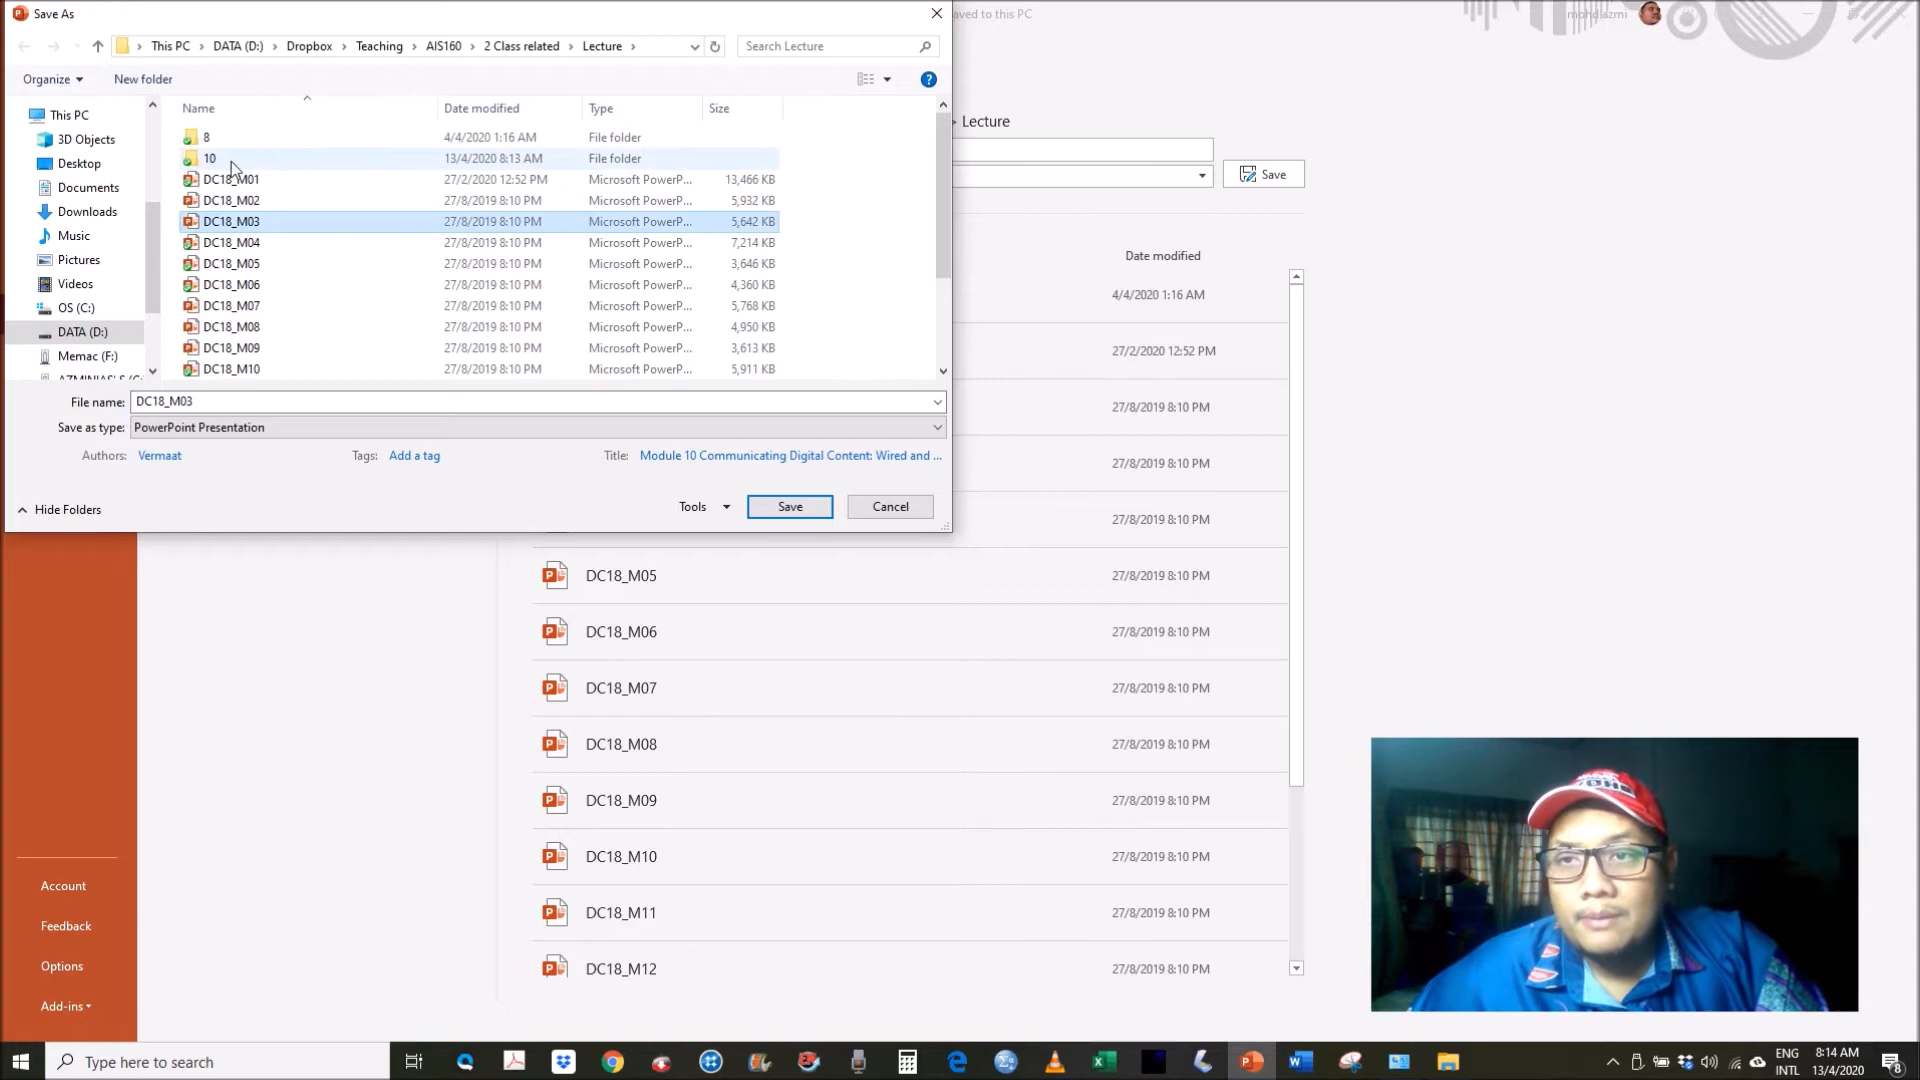 Save As
aved to this PC
mohd azmi
This PC > DATA (D:) > Dropbox > Teaching > AIS160 > 2 Class related > Lecture >
Search Lecture
Organize
New folder
Name Date modified Type Size
This PC
3D Objects
Desktop
Documents
Downloads
Music
Pictures
Videos
OS (C:)
DATA (D:)
Memac (F:)
8 4/4/2020 1:16 AM File folder
10 13/4/2020 8:13 AM File folder
DC18_M01 27/2/2020 12:52 PM Microsoft PowerP... 13,466 KB
DC18_M02 27/8/2019 8:10 PM Microsoft PowerP... 5,932 KB
DC18_M03 27/8/2019 8:10 PM Microsoft PowerP... 5,642 KB
DC18_M04 27/8/2019 8:10 PM Microsoft PowerP... 7,214 KB
DC18_M05 27/8/2019 8:10 PM Microsoft PowerP... 3,646 KB
DC18_M06 27/8/2019 8:10 PM Microsoft PowerP... 4,360 KB
DC18_M07 27/8/2019 8:10 PM Microsoft PowerP... 5,768 KB
DC18_M08 27/8/2019 8:10 PM Microsoft PowerP... 4,950 KB
DC18_M09 27/8/2019 8:10 PM Microsoft PowerP... 3,613 KB
DC18_M10 27/8/2019 8:10 PM Microsoft PowerP... 5,911 KB
File name: DC18_M03
Save as type: PowerPoint Presentation
Authors: Vermaat Tags: Add a tag Title: Module 10 Communicating Digital Content: Wired and ...
Hide Folders
Tools Save Cancel
> Lecture
Save
Date modified
4/4/2020 1:16 AM
27/2/2020 12:52 PM
27/8/2019 8:10 PM
27/8/2019 8:10 PM
27/8/2019 8:10 PM
DC18_M05 27/8/2019 8:10 PM
DC18_M06 27/8/2019 8:10 PM
DC18_M07 27/8/2019 8:10 PM
DC18_M08 27/8/2019 8:10 PM
DC18_M09 27/8/2019 8:10 PM
DC18_M10 27/8/2019 8:10 PM
DC18_M11 27/8/2019 8:10 PM
DC18_M12 27/8/2019 8:10 PM
Account
Feedback
Options
Add-ins
Type here to search
ENG
INTL
8:14 AM
13/4/2020
8